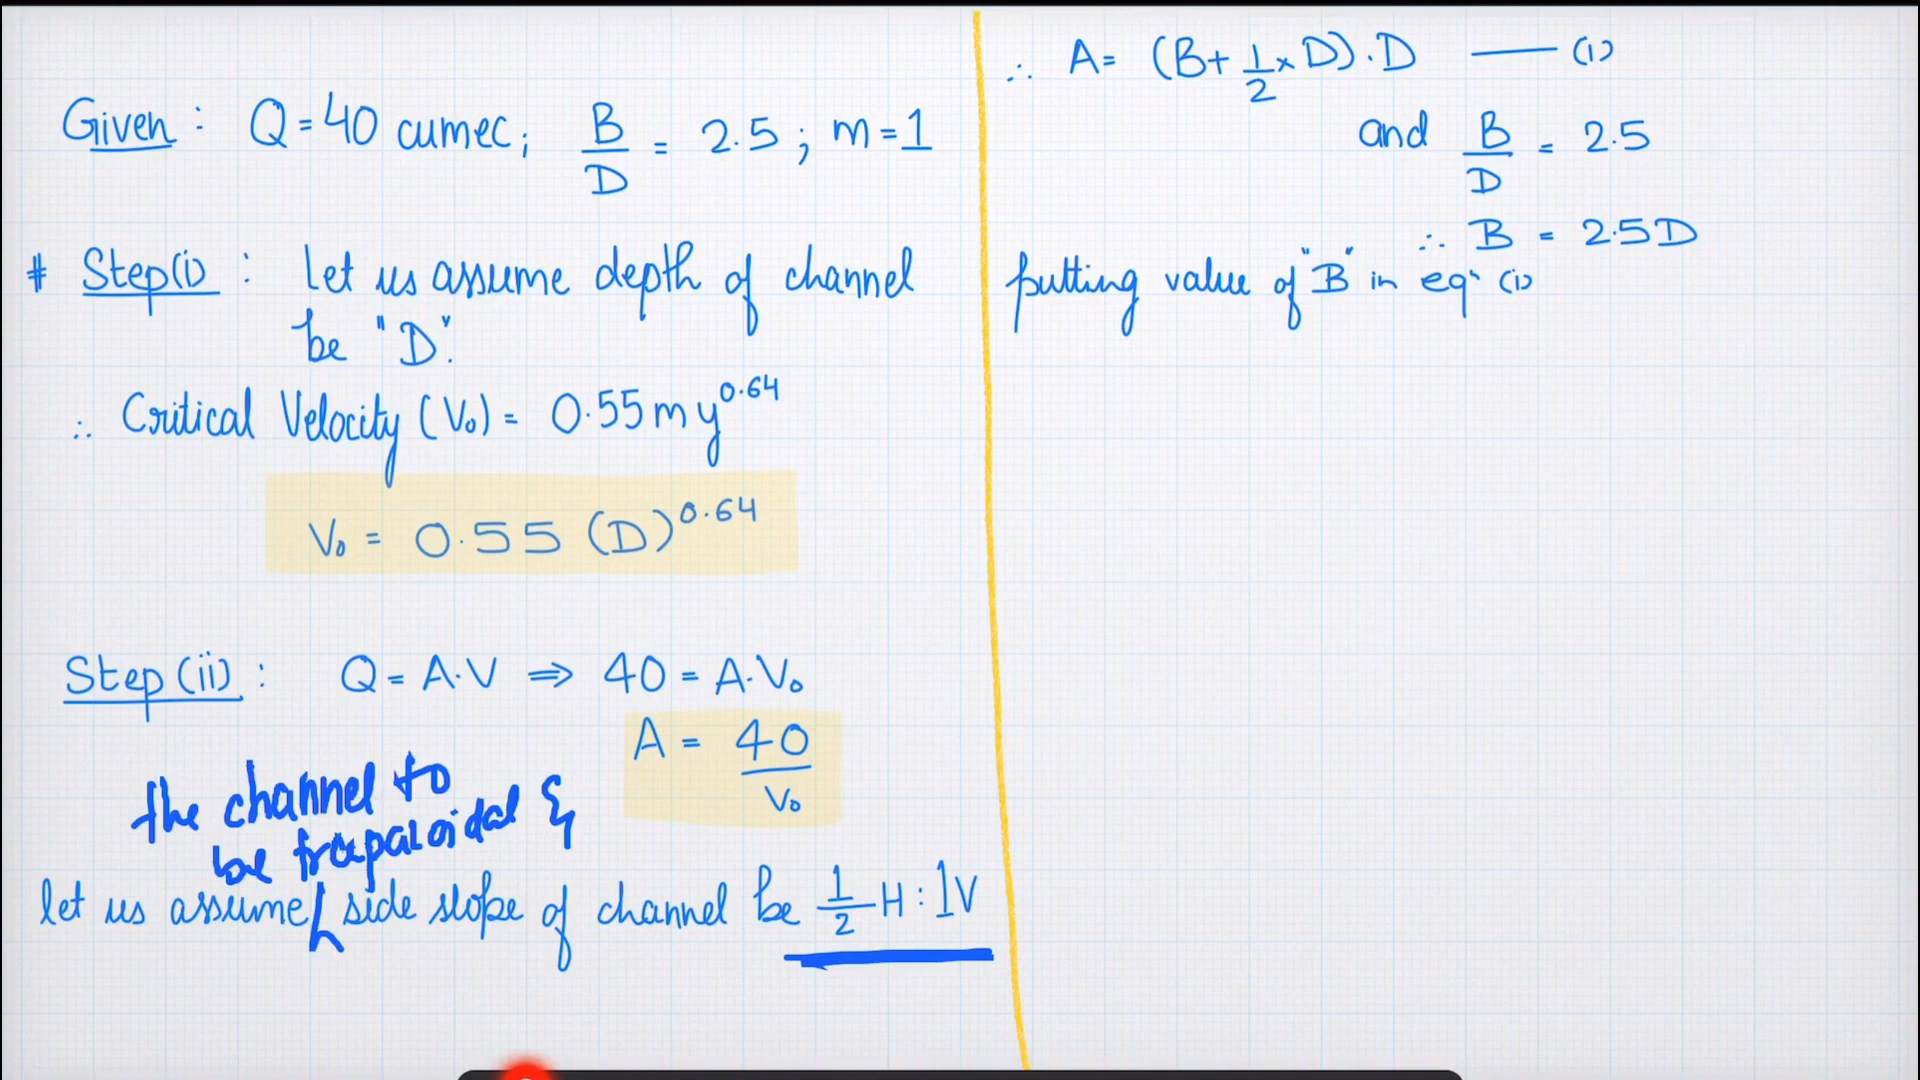 Given : Q = 40 cumec; B/D = 2.5 ; m = 1
# Step(i) : let us assume depth of channel
be "D".
∴ Critical Velocity (V₀) = 0.55 m y^0.64
V₀ = 0.55 (D)^0.64
Step (ii) : Q = A·V ⇒ 40 = A·V₀
A = 40/V₀
the channel to
be trapazoidal &
let us assume side slope of channel be 1/2 H : 1V
∴ A = (B + 1/2 × D) · D —— (1)
and B/D = 2.5
∴ B = 2.5D
putting value of "B" in eqⁿ (1)